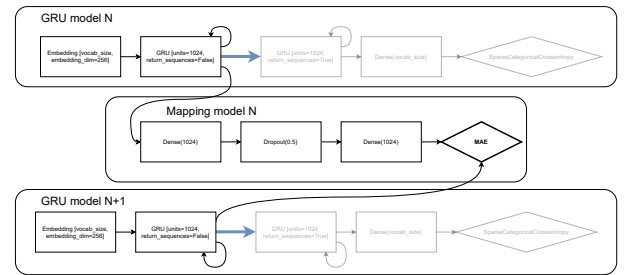 GRU model N
Embedding [vocab_size,
embedding_dim=256]
GRU [units=1024,
return_sequences=False]
GRU [units=1024,
return_sequences=True]
Dense(vocab_size)
SparseCategoricalCrossentropy
Mapping model N
Dense(1024)
Dropout(0.5)
Dense(1024)
MAE
GRU model N+1
Embedding [vocab_size,
embedding_dim=256]
GRU [units=1024,
return_sequences=False]
GRU [units=1024,
return_sequences=True]
Dense(vocab_size)
SparseCategoricalCrossentropy